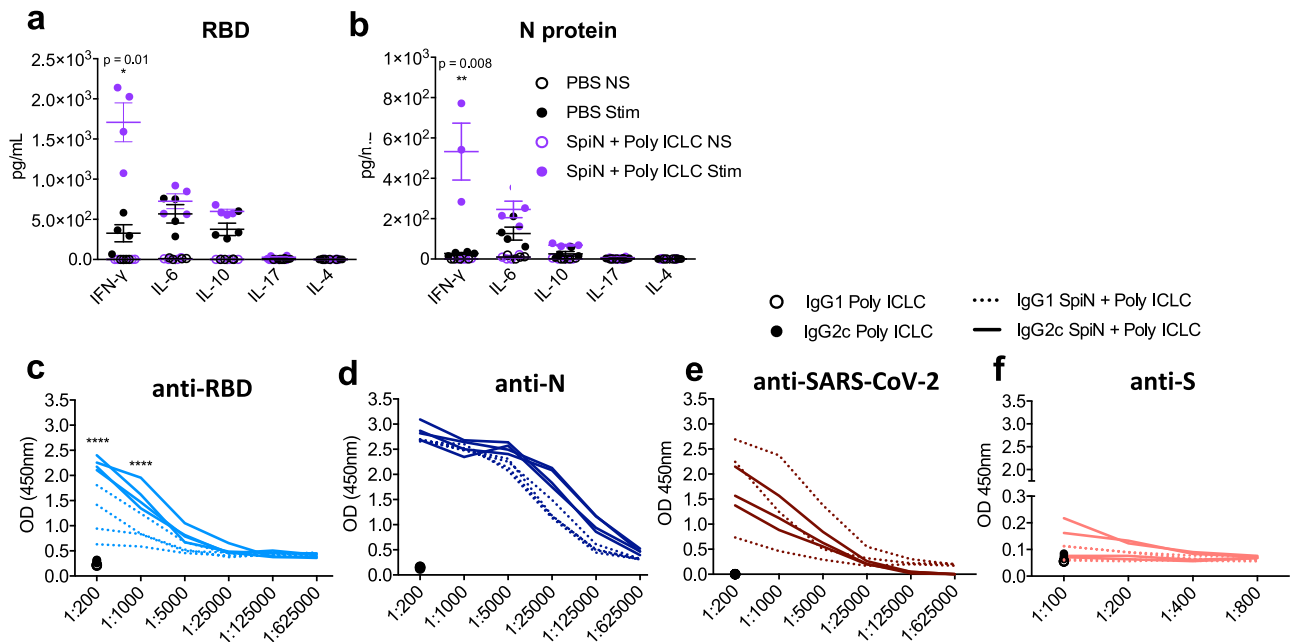 a
RBD
2.5×10³
2.0×10³
1.5×10³
1.0×10³
5.0×10²
0.0
pg/mL
p = 0.01
*
IFN-γ
IL-6
IL-10
IL-17
IL-4
b
N protein
1×10³
8×10²
6×10²
4×10²
2×10²
0
p = 0.008
**
IFN-γ
IL-6
IL-10
IL-17
IL-4
PBS NS
PBS Stim
SpiN + Poly ICLC NS
SpiN + Poly ICLC Stim
IgG1 Poly ICLC
IgG2c Poly ICLC
IgG1 SpiN + Poly ICLC
IgG2c SpiN + Poly ICLC
c
anti-RBD
OD (450nm)
3.5
3.0
2.5
2.0
1.5
1.0
0.5
0.0
****
****
1:200
1:1000
1:5000
1:25000
1:125000
1:625000
d
anti-N
OD (450nm)
3.5
3.0
2.5
2.0
1.5
1.0
0.5
0.0
1:200
1:1000
1:5000
1:25000
1:125000
1:625000
e
anti-SARS-CoV-2
OD 450nm
3.5
3.0
2.5
2.0
1.5
1.0
0.5
0.0
1:200
1:1000
1:5000
1:25000
1:125000
1:625000
f
anti-S
OD 450nm
3.5
3.0
2.5
2.0
1.5
1.0
0.3
0.2
0.1
0.0
1:100
1:200
1:400
1:800